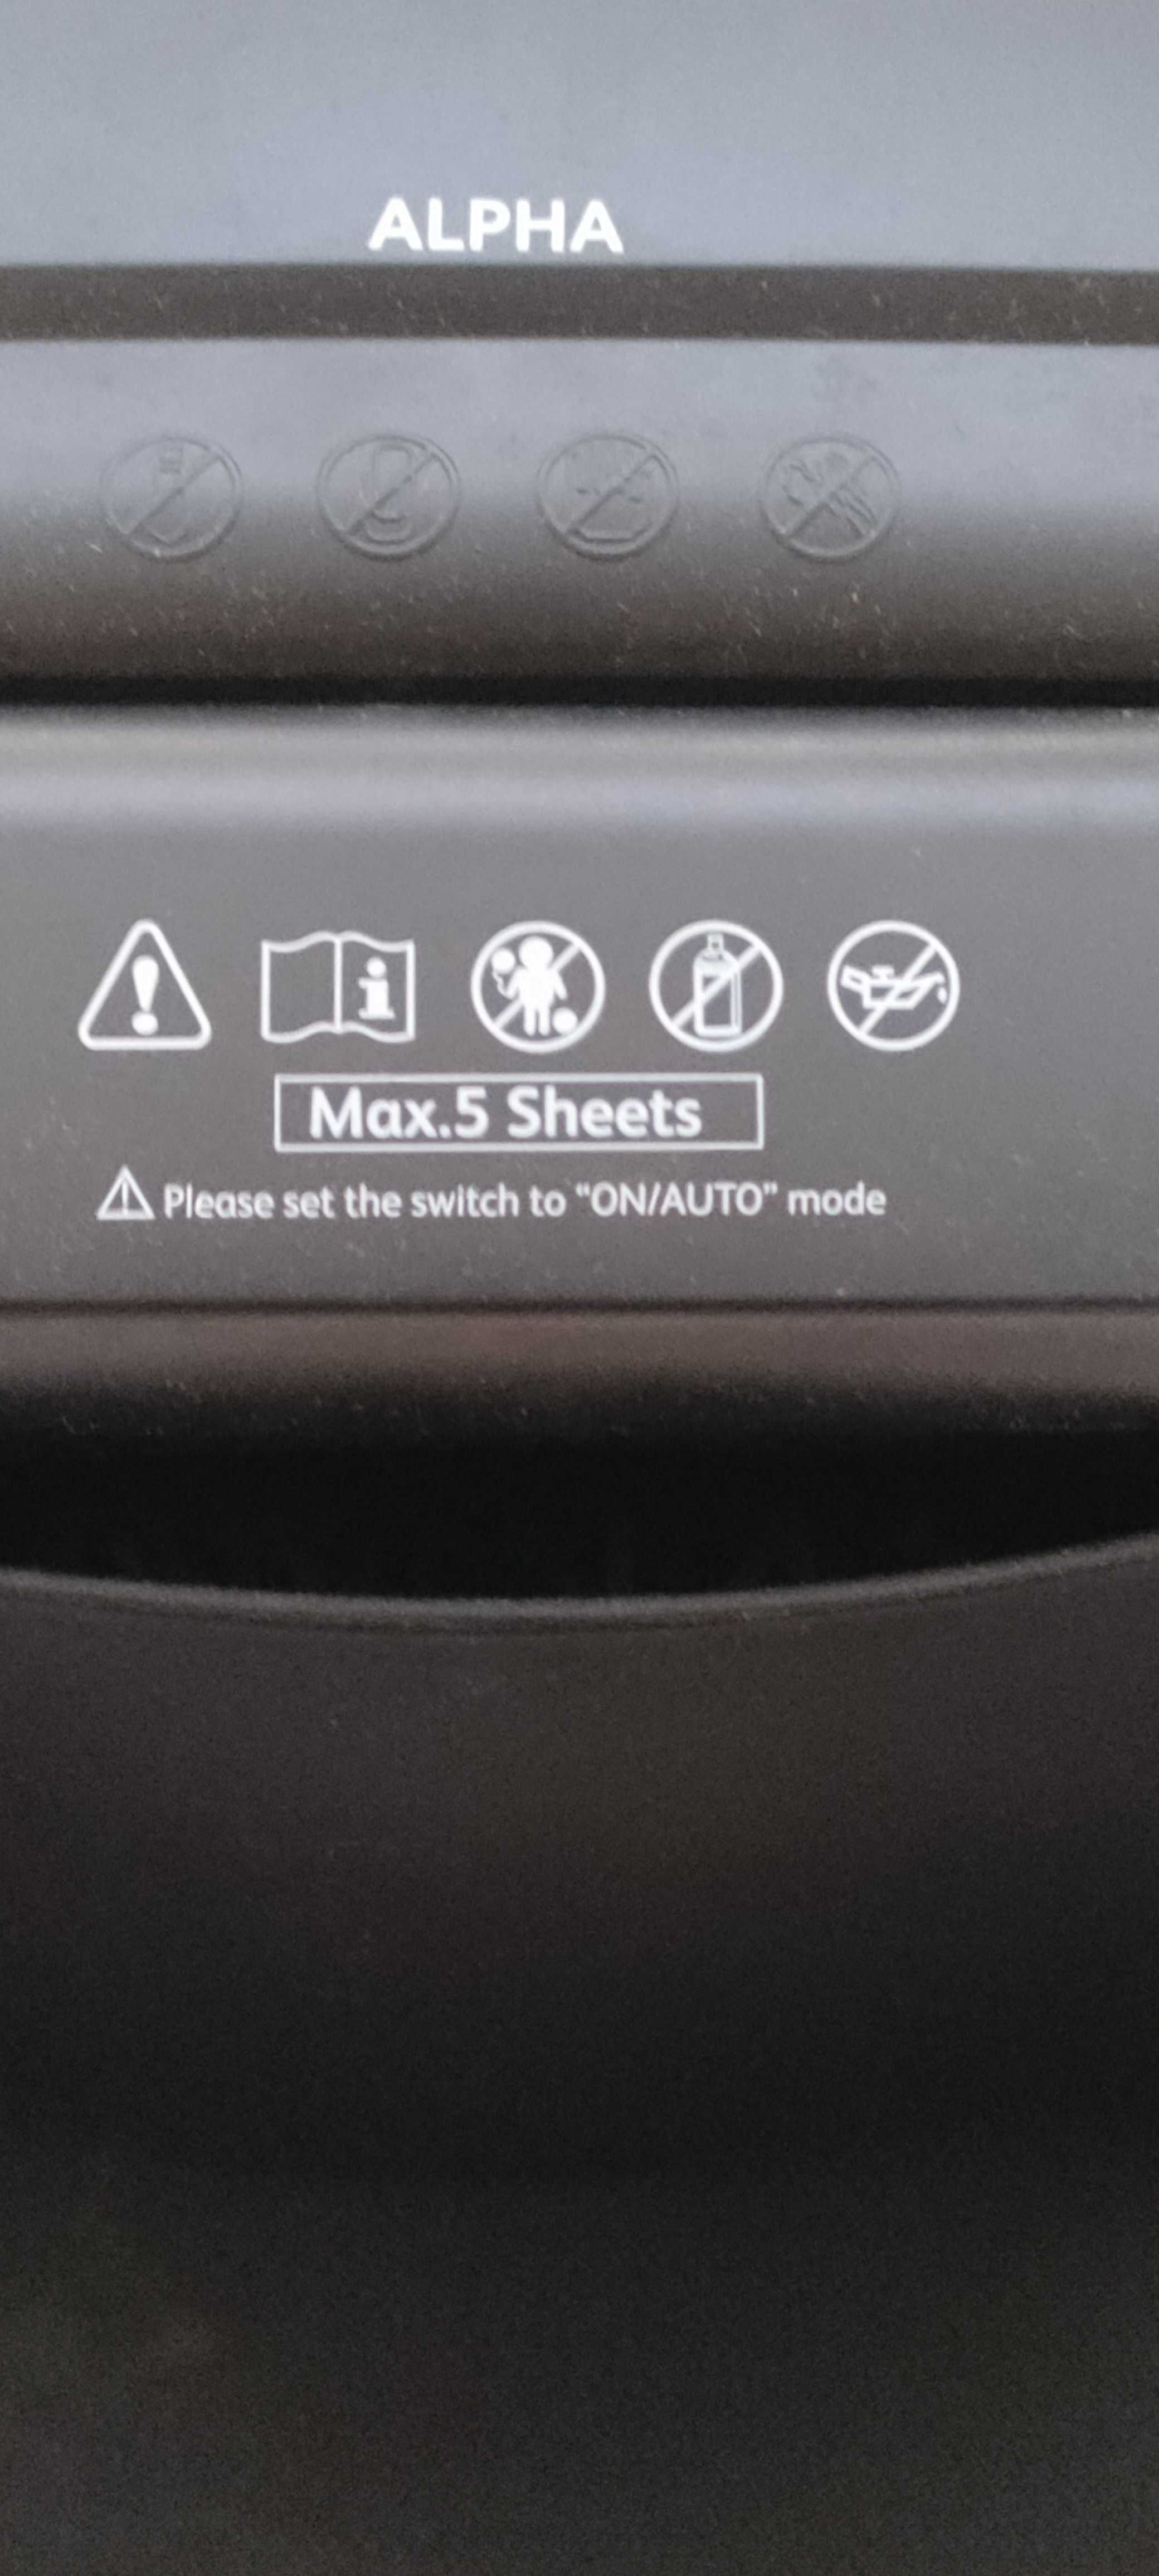 ALPHA
Max.5 Sheets
Please set the switch to "ON/AUTO" mode